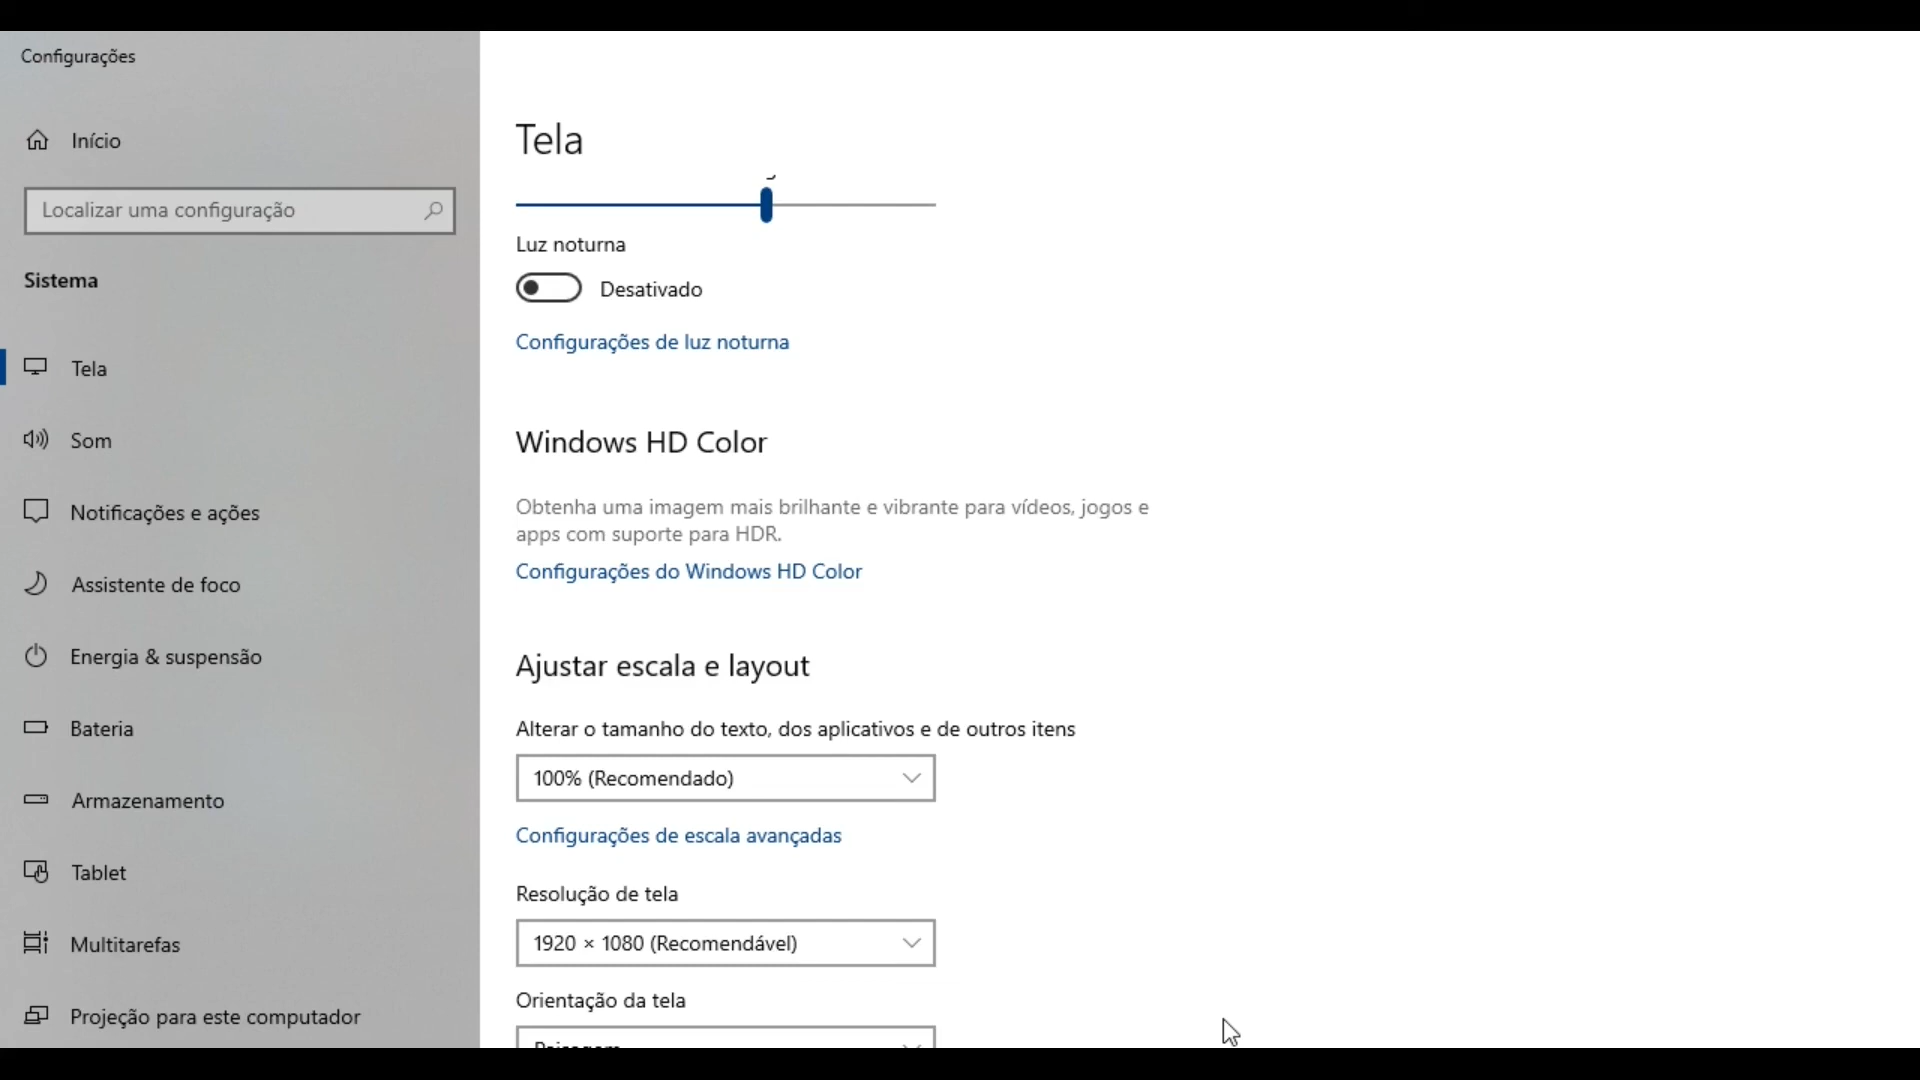 Configurações
Início
Localizar uma configuração
Sistema
Tela
Som
Notificações e ações
Assistente de foco
Energia & suspensão
Bateria
Armazenamento
Tablet
Multitarefas
Projeção para este computador
Tela
Luz noturna
Desativado
Configurações de luz noturna
Windows HD Color
Obtenha uma imagem mais brilhante e vibrante para vídeos, jogos e
apps com suporte para HDR.
Configurações do Windows HD Color
Ajustar escala e layout
Alterar o tamanho do texto, dos aplicativos e de outros itens
100% (Recomendado)
Configurações de escala avançadas
Resolução de tela
1920 × 1080 (Recomendável)
Orientação da tela
Paisagem